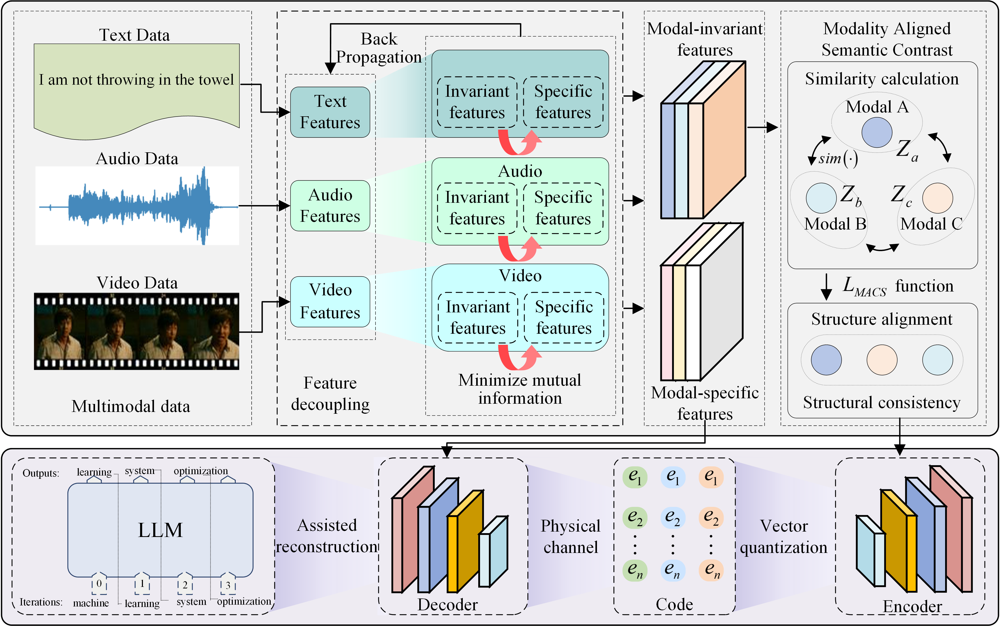 Text Data
I am not throwing in the towel
Audio Data
Video Data
Multimodal data
Back
Propagation
Text
Features
Audio
Features
Video
Features
Feature
decoupling
Invariant
features
Specific
features
Audio
Invariant
features
Specific
features
Video
Invariant
features
Specific
features
Minimize mutual
information
Modal-invariant
features
Modal-specific
features
Modality Aligned
Semantic Contrast
Similarity calculation
Modal A
Z_a
sim(·)
Z_b
Modal B
Z_c
Modal C
L_MACS function
Structure alignment
Structural consistency
Outputs:
learning
system
optimization
LLM
0
1
2
3
Iterations:
machine
learning
system
optimization
Assisted
reconstruction
Decoder
Physical
channel
e_1 e_1 e_1
e_2 e_2 e_2
⋮ ⋮ ⋮
e_n e_n e_n
Code
Vector
quantization
Encoder